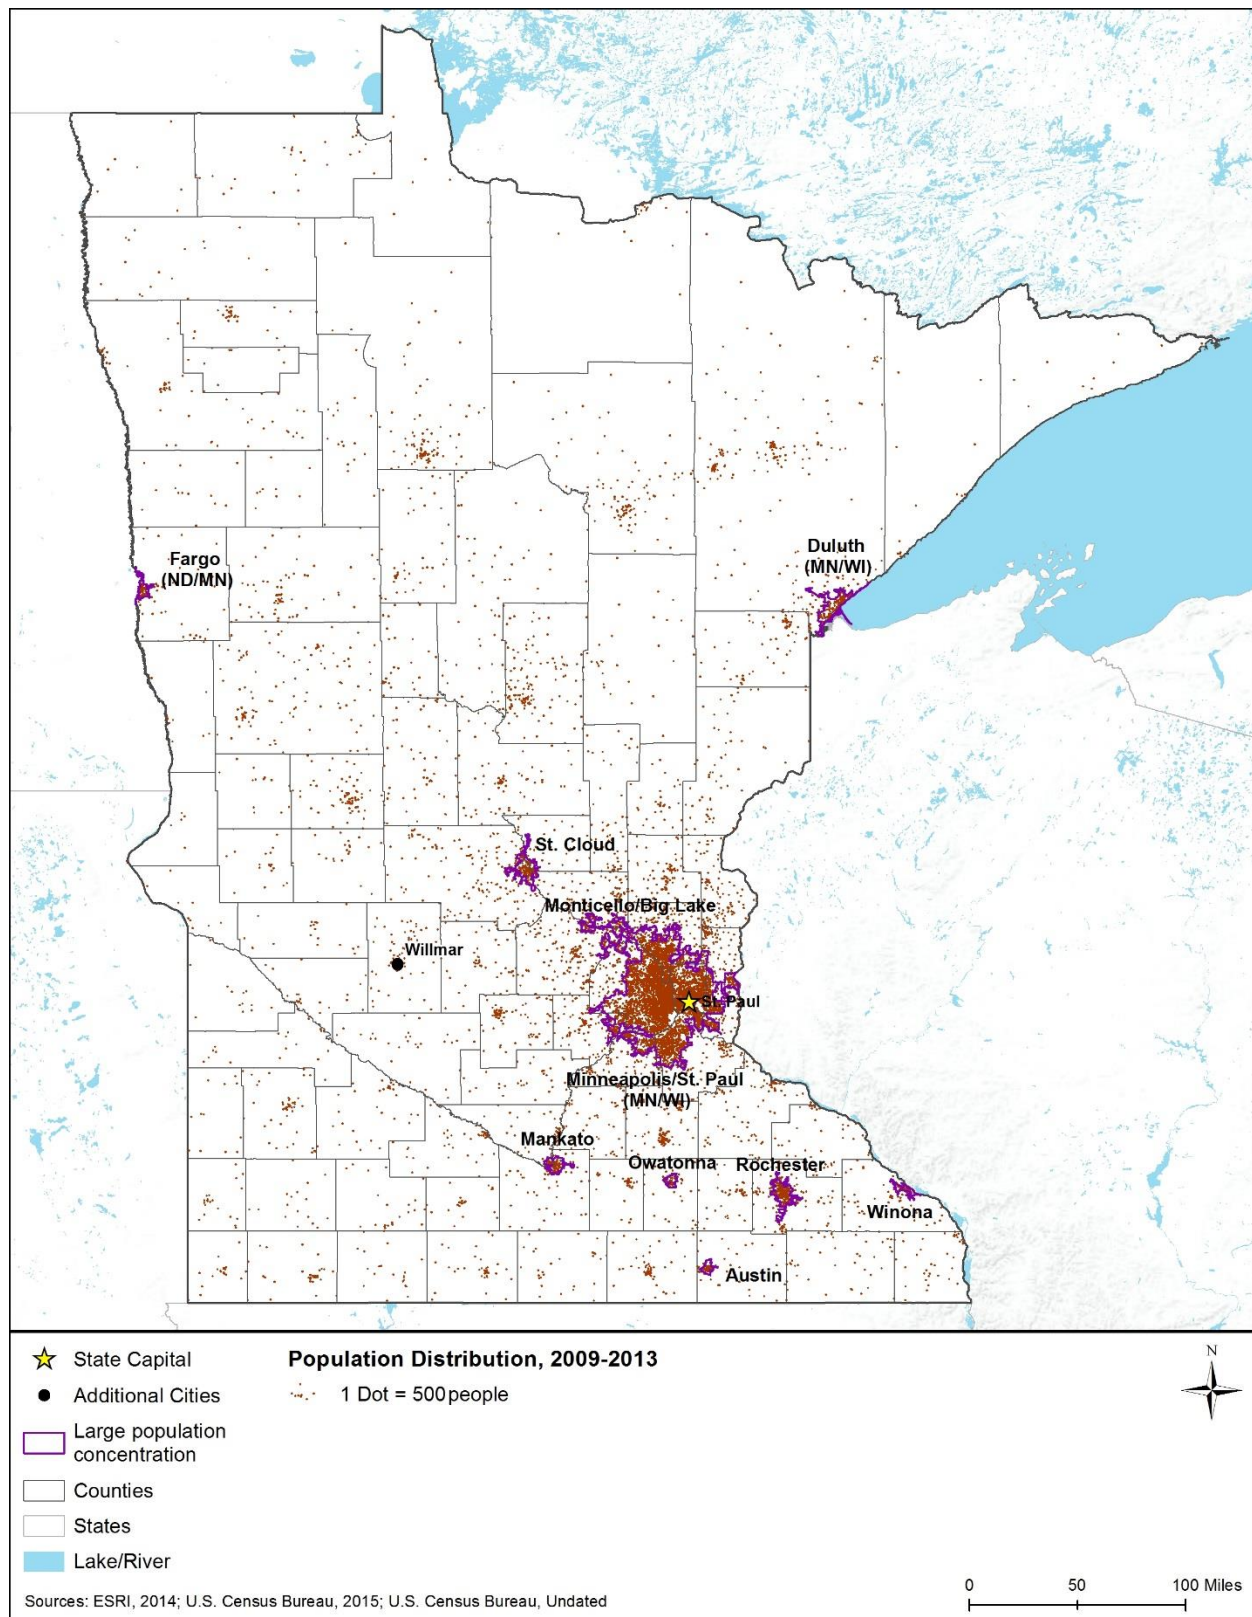 Fargo
(ND/MN)
Duluth
(MN/WI)
St. Cloud
Monticello/Big Lake
Willmar
St. Paul
Minneapolis/St. Paul
(MN/WI)
Mankato
Owatonna
Rochester
Winona
Austin
State Capital
Additional Cities
Large population
concentration
Counties
States
Lake/River
Population Distribution, 2009-2013
1 Dot = 500 people
N
0 50 100 Miles
Sources: ESRI, 2014; U.S. Census Bureau, 2015; U.S. Census Bureau, Undated